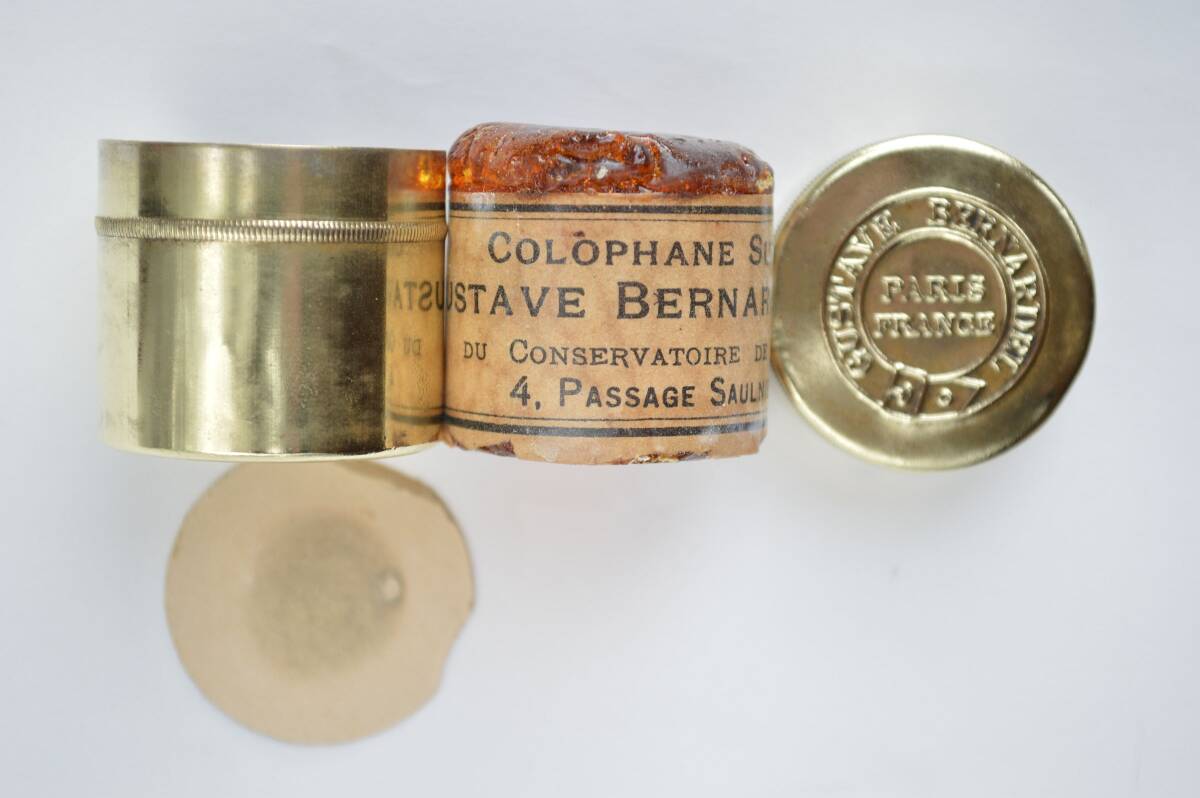 COLOPHANE SU
USTAVE BERNAR
DU CONSERVATOIRE DE
4, PASSAGE SAULN
GUSTAVE BERNARDEL
PARIS
FRANCE